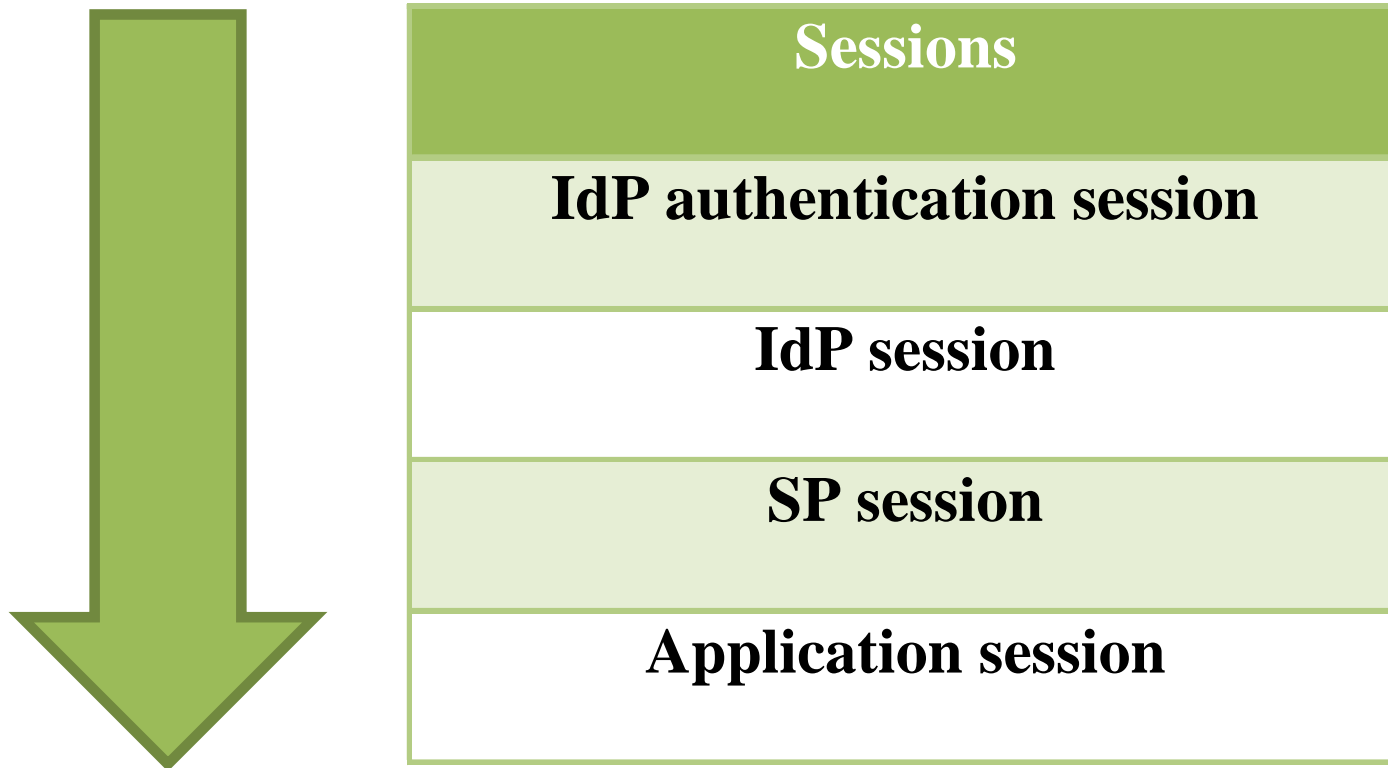 Sessions
IdP authentication session
IdP session
SP session
Application session